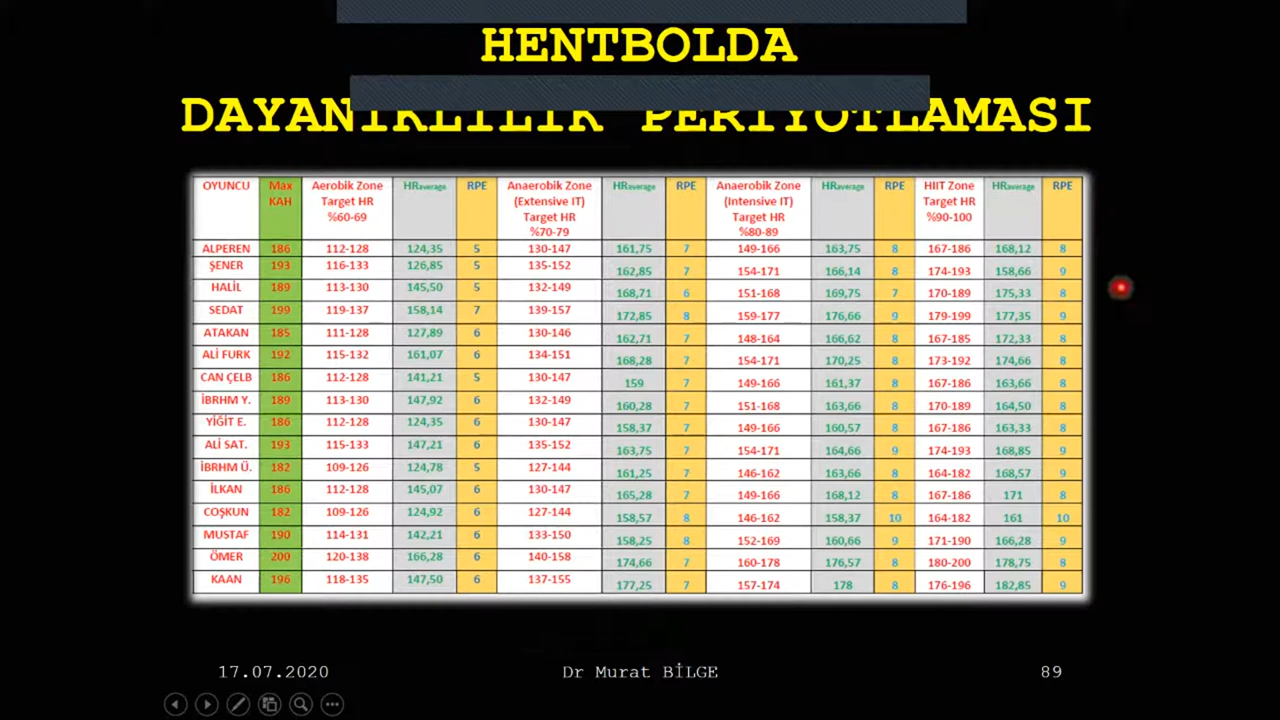 HENTBOLDA
DAYANIKLILIK PERİYOTLAMASI
OYUNCU Max KAH Aerobik Zone Target HR %60-69 HRaverage RPE Anaerobik Zone (Extensive IT) Target HR %70-79 HRaverage RPE Anaerobik Zone (Intensive IT) Target HR %80-89 HRaverage RPE HIIT Zone Target HR %90-100 HRaverage RPE
ALPEREN 186 112-128 124,35 5 130-147 161,75 7 149-166 163,75 8 167-186 168,12 8
ŞENER 193 116-133 126,85 5 135-152 162,85 7 154-171 166,14 8 174-193 158,66 9
HALİL 189 113-130 145,50 5 132-149 168,71 6 151-168 169,75 7 170-189 175,33 8
SEDAT 199 119-137 158,14 7 139-157 172,85 8 159-177 176,66 9 179-199 177,35 9
ATAKAN 185 111-128 127,89 6 130-146 162,71 7 148-164 166,62 8 167-185 172,33 8
ALİ FURK 192 115-132 161,07 6 134-151 168,28 7 154-171 170,25 8 173-192 174,66 8
CAN ÇELB 186 112-128 141,21 5 130-147 159 7 149-166 161,37 8 167-186 163,66 8
İBRHM Y. 189 113-130 147,92 6 132-149 160,28 7 151-168 163,66 8 170-189 164,50 8
YİĞİT E. 186 112-128 124,35 6 130-147 158,37 7 149-166 160,57 8 167-186 163,33 8
ALİ SAT. 193 115-133 147,21 6 135-152 163,75 7 154-171 164,66 9 174-193 168,85 9
İBRHM Ü. 182 109-126 124,78 5 127-144 161,25 7 146-162 163,66 8 164-182 168,57 9
İLKAN 186 112-128 145,07 6 130-147 165,28 7 149-166 168,12 8 167-186 171 8
COŞKUN 182 109-126 124,92 6 127-144 158,57 8 146-162 158,37 10 164-182 161 10
MUSTAF 190 114-131 142,21 6 133-150 158,25 8 152-169 160,66 9 171-190 166,28 9
ÖMER 200 120-138 166,28 6 140-158 174,66 7 160-178 176,57 8 180-200 178,75 8
KAAN 196 118-135 147,50 6 137-155 177,25 7 157-174 178 8 176-196 182,85 9
17.07.2020 Dr Murat BİLGE 89